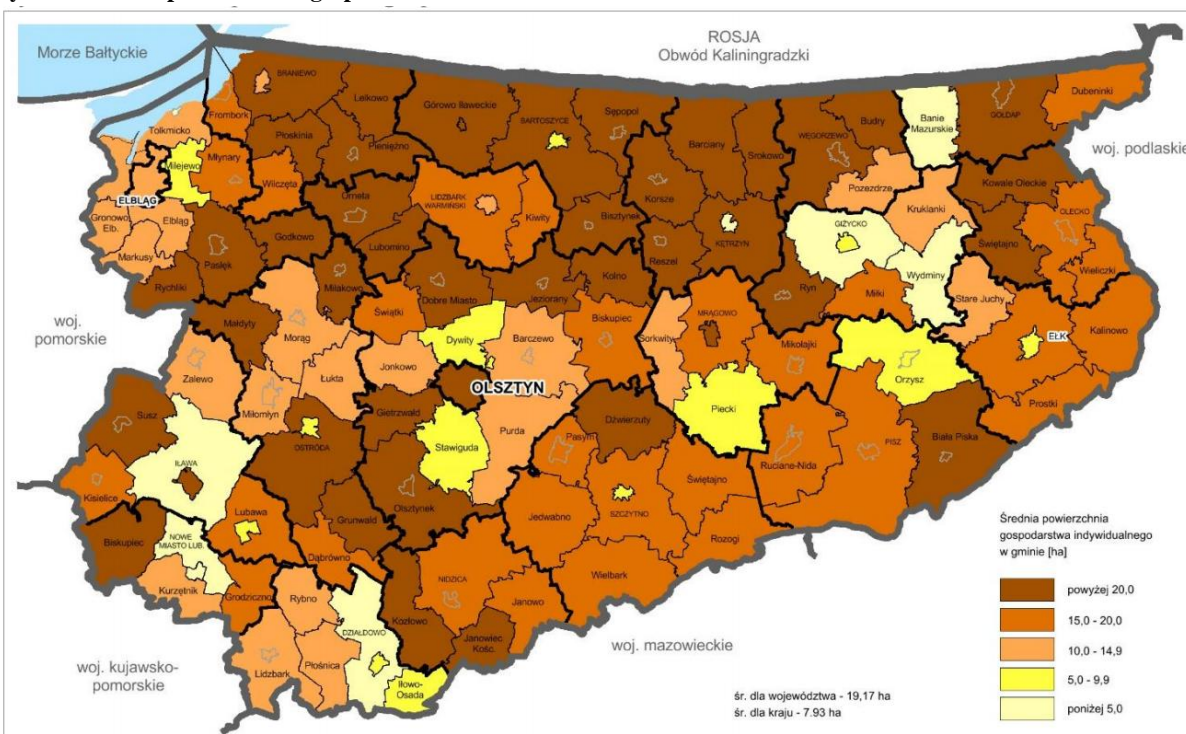 Morze Bałtyckie
ROSJA
Obwód Kaliningradzki
woj. podlaskie
woj. pomorskie
woj. kujawsko-pomorskie
woj. mazowieckie
Frombork
BRANIEWO
Lelkowo
Płoskinia
Pieniężno
Górowo Iławeckie
BARTOSZYCE
Sępopol
Barciany
Srokowo
WĘGORZEWO
Budry
Banie
Mazurskie
GOŁDAP
Dubeninki
Tolkmicko
Milejewo
Młynary
Wilczęta
Orneta
LIDZBARK
WARMIŃSKI
Kiwity
Bisztynek
Korsze
KĘTRZYN
Reszel
Pozezdrze
Kruklanki
Kowale Oleckie
OLECKO
Świętajno
Wieliczki
ELBLĄG
Gronowo
Elb.
Elbląg
Markusy
Pasłęk
Godkowo
Lubomino
Rychliki
Miłakowo
Dobre Miasto
Jeziorany
Kolno
GIŻYCKO
Wydminy
Ryn
Miłki
Stare Juchy
EŁK
Kalinowo
Małdyty
Morąg
Świątki
Dywity
Barczewo
Biskupiec
Sorkwity
MRĄGOWO
Mikołajki
Orzysz
Prostki
Zalewo
Łukta
Jonkowo
Miłomłyn
OLSZTYN
Gietrzwałd
Purda
Dźwierzuty
Piecki
Biała Piska
Susz
OSTRÓDA
Stawiguda
Pasym
Ruciane-Nida
PISZ
IŁAWA
Kisielice
Lubawa
Grunwald
Olsztynek
Jedwabno
SZCZYTNO
Świętajno
Rozogi
Biskupiec
NOWE
MIASTO LUB.
Dąbrówno
Kurzętnik
Grodziczno
Rybno
NIDZICA
Wielbark
Janowo
DZIAŁDOWO
Kozłowo
Janowiec
Kośc.
Lidzbark
Płośnica
Iłowo-
Osada
Średnia powierzchnia
gospodarstwa indywidualnego
w gminie [ha]
powyżej 20,0
15,0 - 20,0
10,0 - 14,9
5,0 - 9,9
poniżej 5,0
śr. dla województwa - 19,17 ha
śr. dla kraju - 7.93 ha